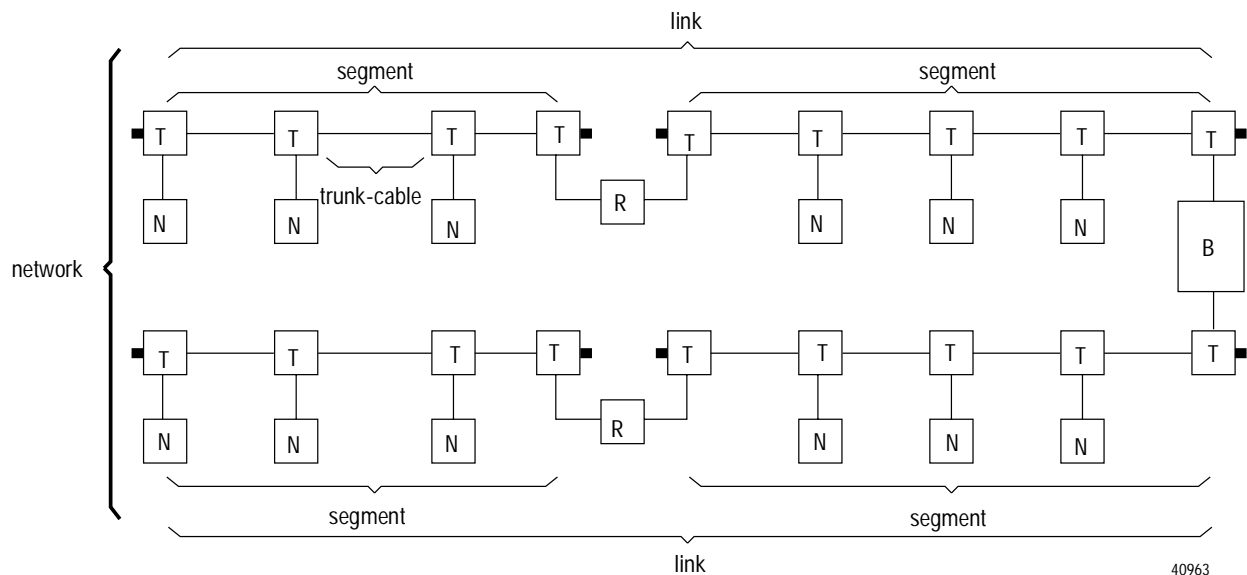 link
segment segment
T T T T T T T T T
trunk-cable
N N N R N N N B
network
T T T T T T T T T
N N N R N N N
segment segment
link
40963